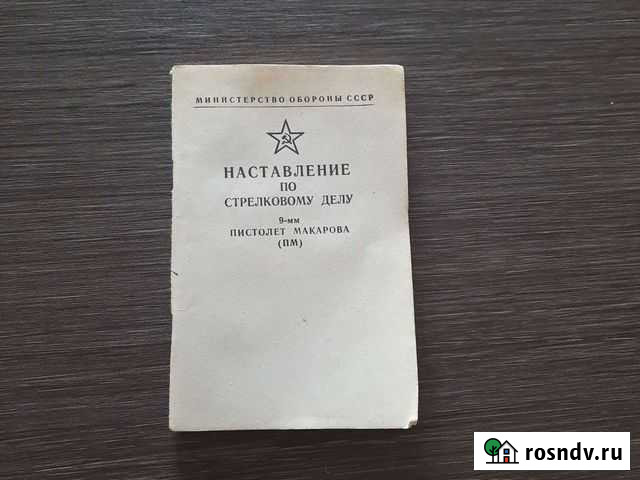 МИНИСТЕРСТВО ОБОРОНЫ СССР
НАСТАВЛЕНИЕ
ПО
СТРЕЛКОВОМУ ДЕЛУ
9-мм
ПИСТОЛЕТ МАКАРОВА
(ПМ)
rosndv.ru